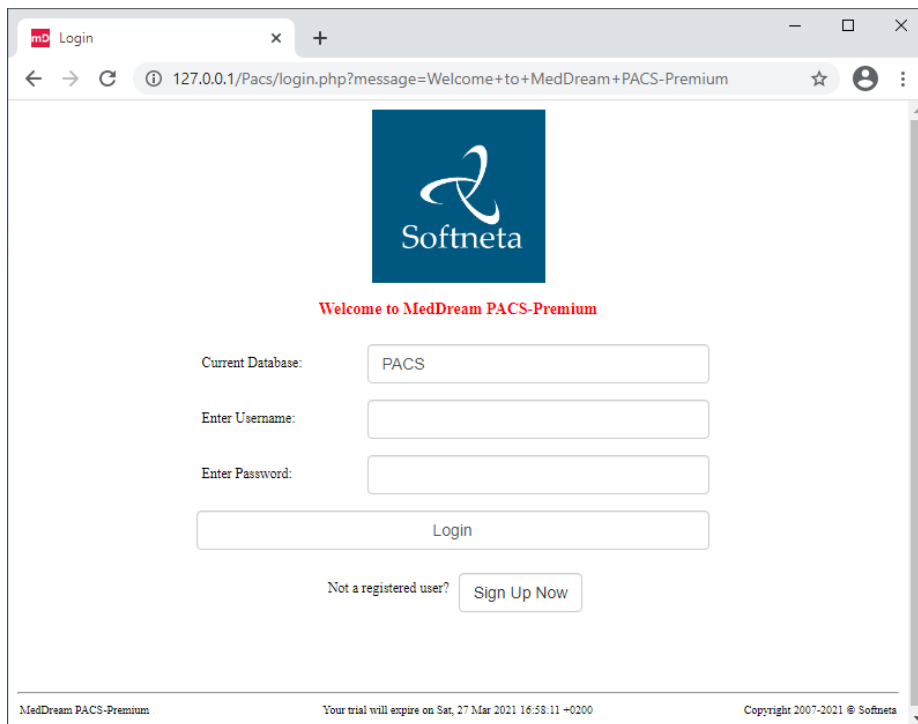 mD Login
127.0.0.1/Pacs/login.php?message=Welcome+to+MedDream+PACS-Premium
Softneta
Welcome to MedDream PACS-Premium
Current Database: PACS
Enter Username:
Enter Password:
Login
Not a registered user? Sign Up Now
MedDream PACS-Premium Your trial will expire on Sat, 27 Mar 2021 16:58:11 +0200 Copyright 2007-2021 © Softneta